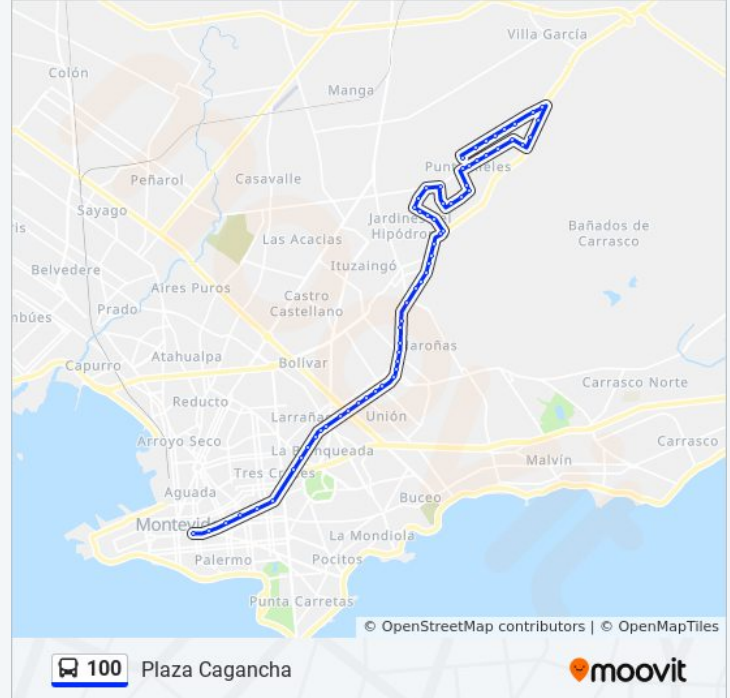 Villa García
Colón
Manga
Peñarol
Casavalle
Sayago
Jardines del
Hipódromo
Bañados de
Carrasco
Las Acacias
Belvedere
Ituzaingó
Aires Puros
Prado
Castro
Castellano
Capurro
Atahualpa
Bolívar
Maroñas
Carrasco Norte
Reducto
Larrañaga
Unión
Arroyo Seco
La Blanqueada
Carrasco
Malvín
Tres Cruces
Aguada
Buceo
Montevideo
La Mondiola
Palermo
Pocitos
Punta Carretas
© OpenStreetMap contributors | © OpenMapTiles
100 Plaza Cagancha
moovit